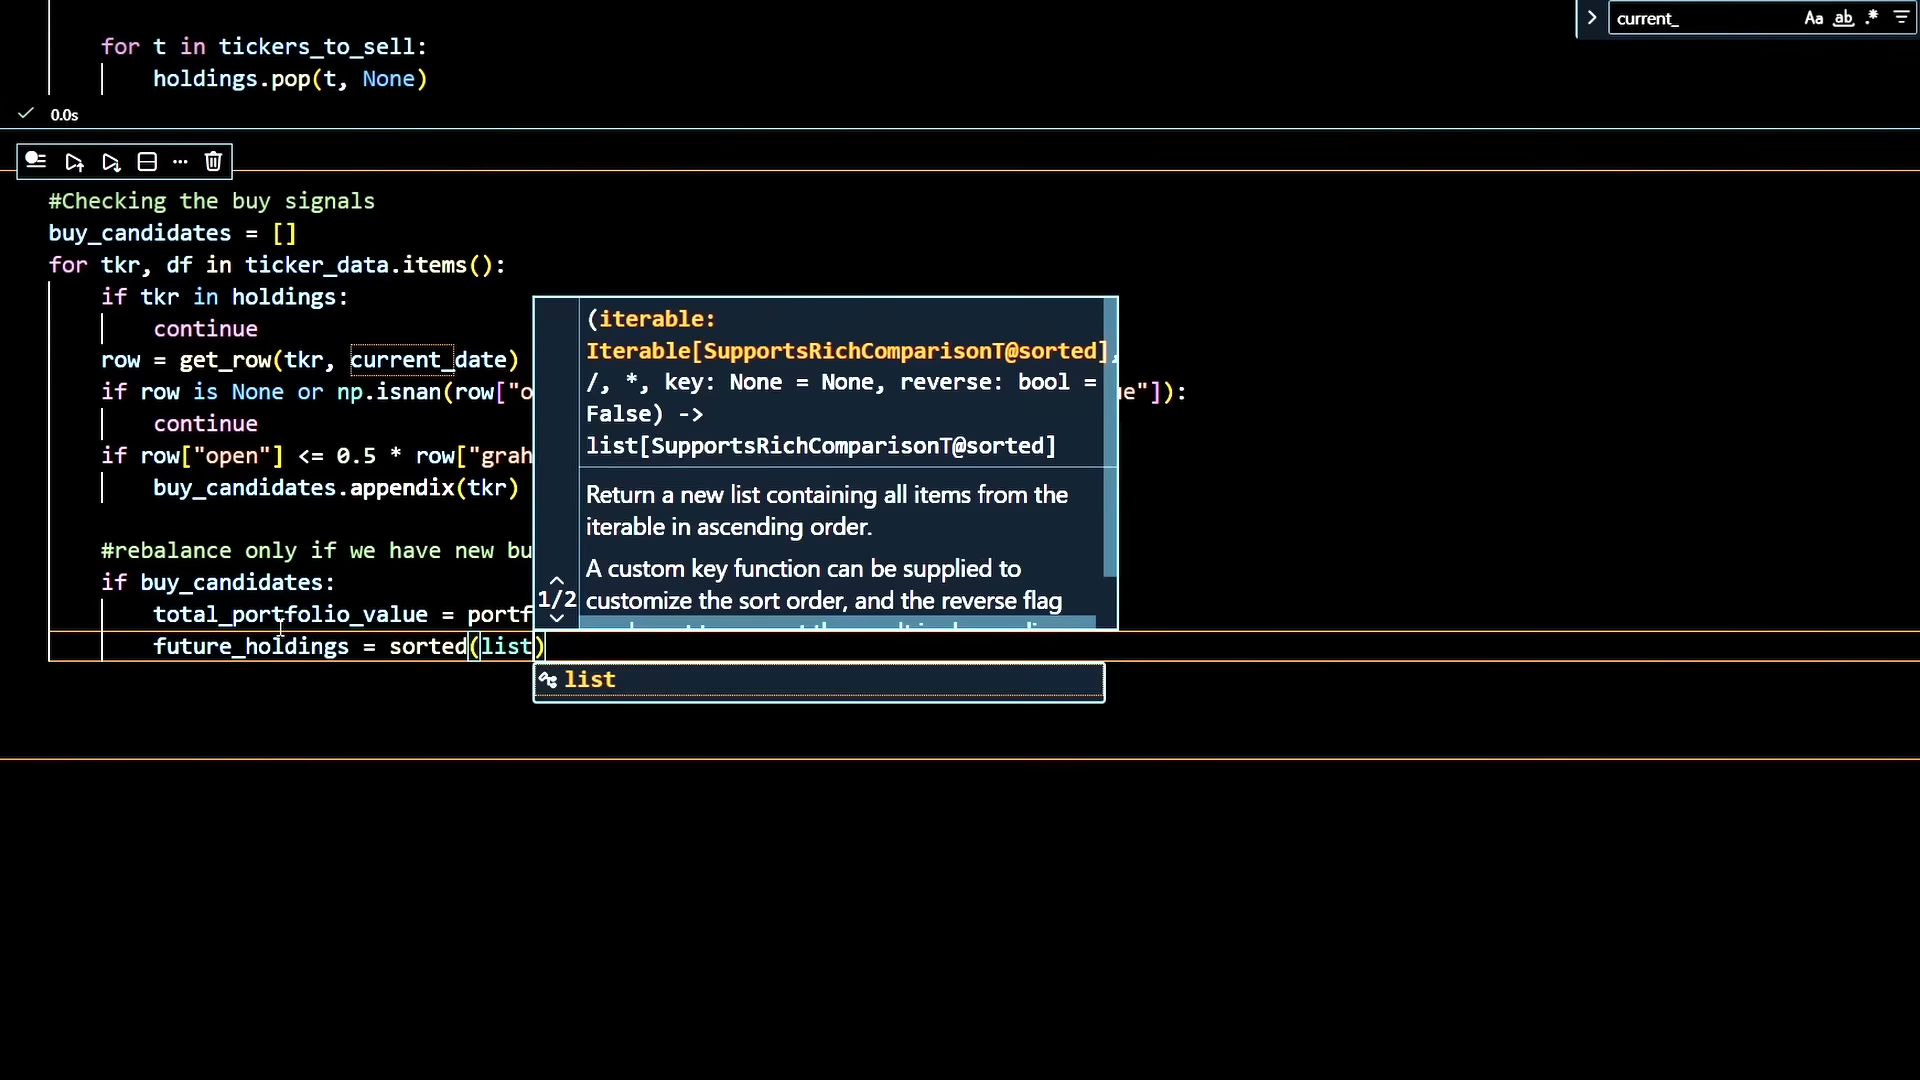 current_
Aa ab .*
for t in tickers_to_sell:
holdings.pop(t, None)
0.0s
#Checking the buy signals
buy_candidates = []
for tkr, df in ticker_data.items():
if tkr in holdings:
continue
row = get_row(tkr, current_date)
if row is None or np.isnan(row["o
e"]):
continue
if row["open"] <= 0.5 * row["grah
buy_candidates.appendix(tkr)
#rebalance only if we have new bu
if buy_candidates:
total_portfolio_value = portf
future_holdings = sorted(list)
(iterable:
Iterable[SupportsRichComparisonT@sorted],
/, *, key: None = None, reverse: bool =
False) ->
list[SupportsRichComparisonT@sorted]
Return a new list containing all items from the
iterable in ascending order.
A custom key function can be supplied to
1/2
customize the sort order, and the reverse flag
list